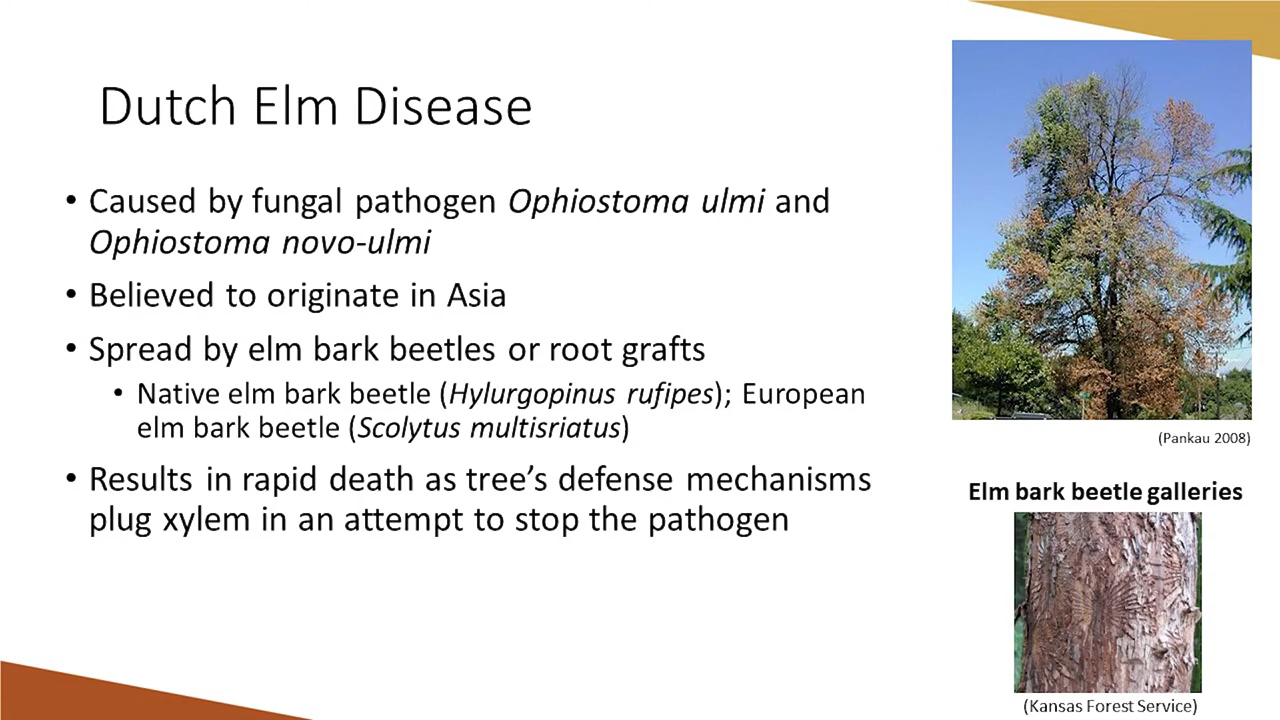 Dutch Elm Disease
• Caused by fungal pathogen Ophiostoma ulmi and
Ophiostoma novo-ulmi
• Believed to originate in Asia
• Spread by elm bark beetles or root grafts
• Native elm bark beetle (Hylurgopinus rufipes); European
elm bark beetle (Scolytus multisriatus)
• Results in rapid death as tree’s defense mechanisms
plug xylem in an attempt to stop the pathogen
(Pankau 2008)
Elm bark beetle galleries
(Kansas Forest Service)